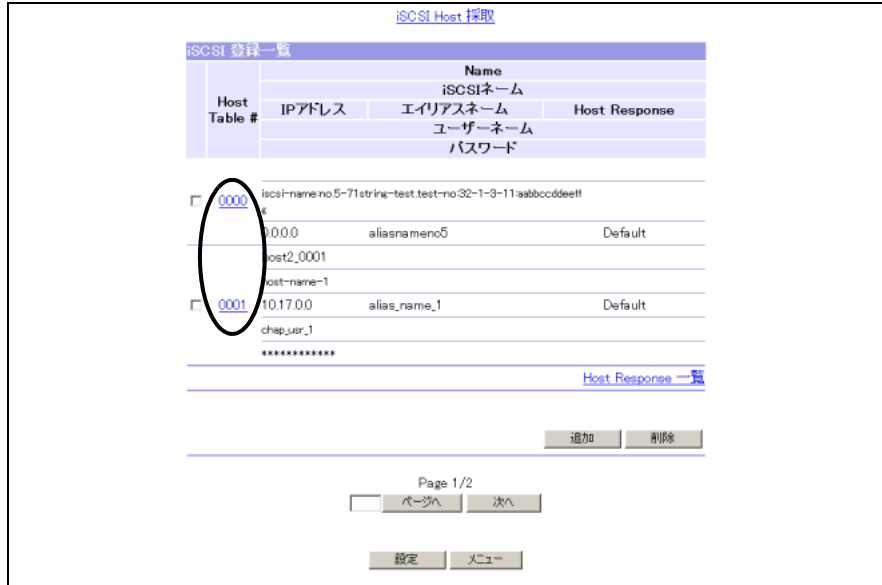 iSCSI Host 採取
iSCSI 登録一覧
Host Table #
Name
iSCSIネーム
IPアドレス エイリアスネーム Host Response
ユーザーネーム
パスワード
0000
iscsi-name:no.5-71string-test.test-no:32-1-3-11:aabbccddeeff
0.0.0.0 aliasnameno5 Default
host2_0001
host-name-1
0001 10.17.0.0 alias_name_1 Default
chap_usr_1
************
Host Response 一覧
追加 削除
Page 1/2
ページへ 次へ
設定 メニュー